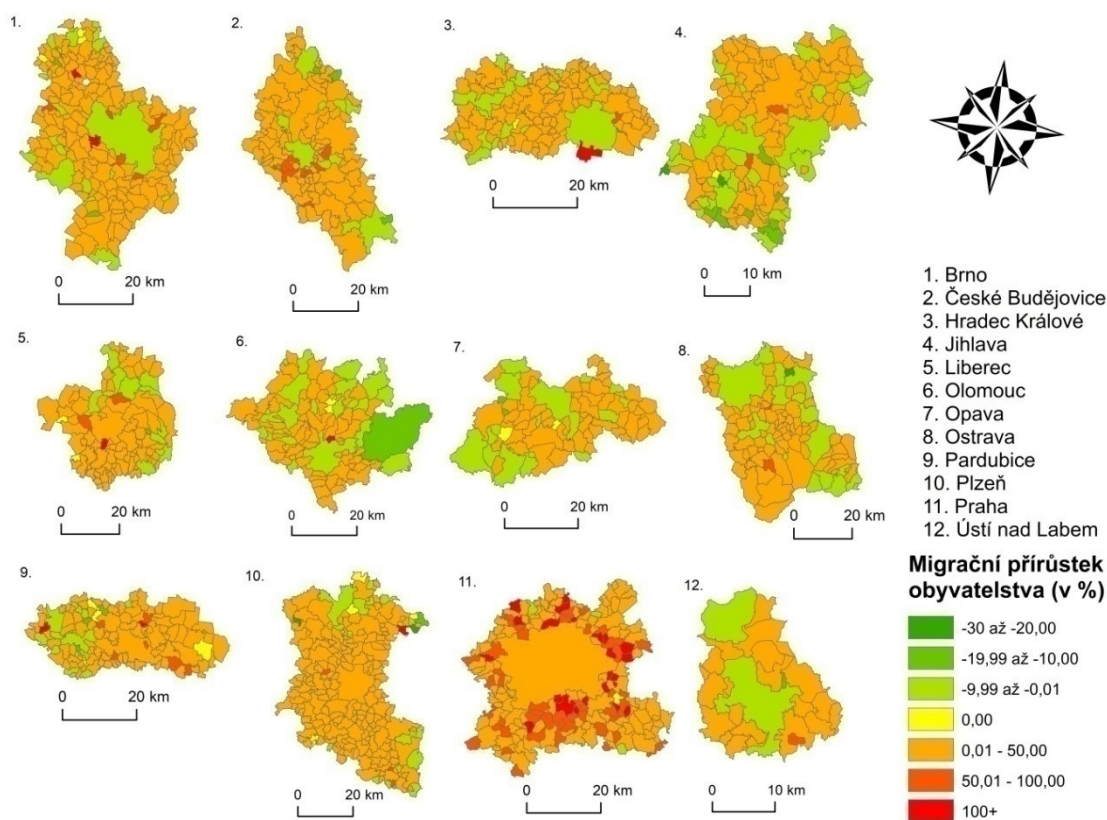 1.
2.
3.
4.
0 20 km
0 20 km
0 20 km
0 10 km
1. Brno
2. České Budějovice
3. Hradec Králové
4. Jihlava
5. Liberec
6. Olomouc
7. Opava
8. Ostrava
9. Pardubice
10. Plzeň
11. Praha
12. Ústí nad Labem
5.
6.
7.
8.
0 20 km
0 20 km
0 20 km
0 20 km
9.
10.
11.
12.
0 20 km
0 20 km
0 20 km
0 10 km
Migrační přírůstek
obyvatelstva (v %)
-30 až -20,00
-19,99 až -10,00
-9,99 až -0,01
0,00
0,01 - 50,00
50,01 - 100,00
100+